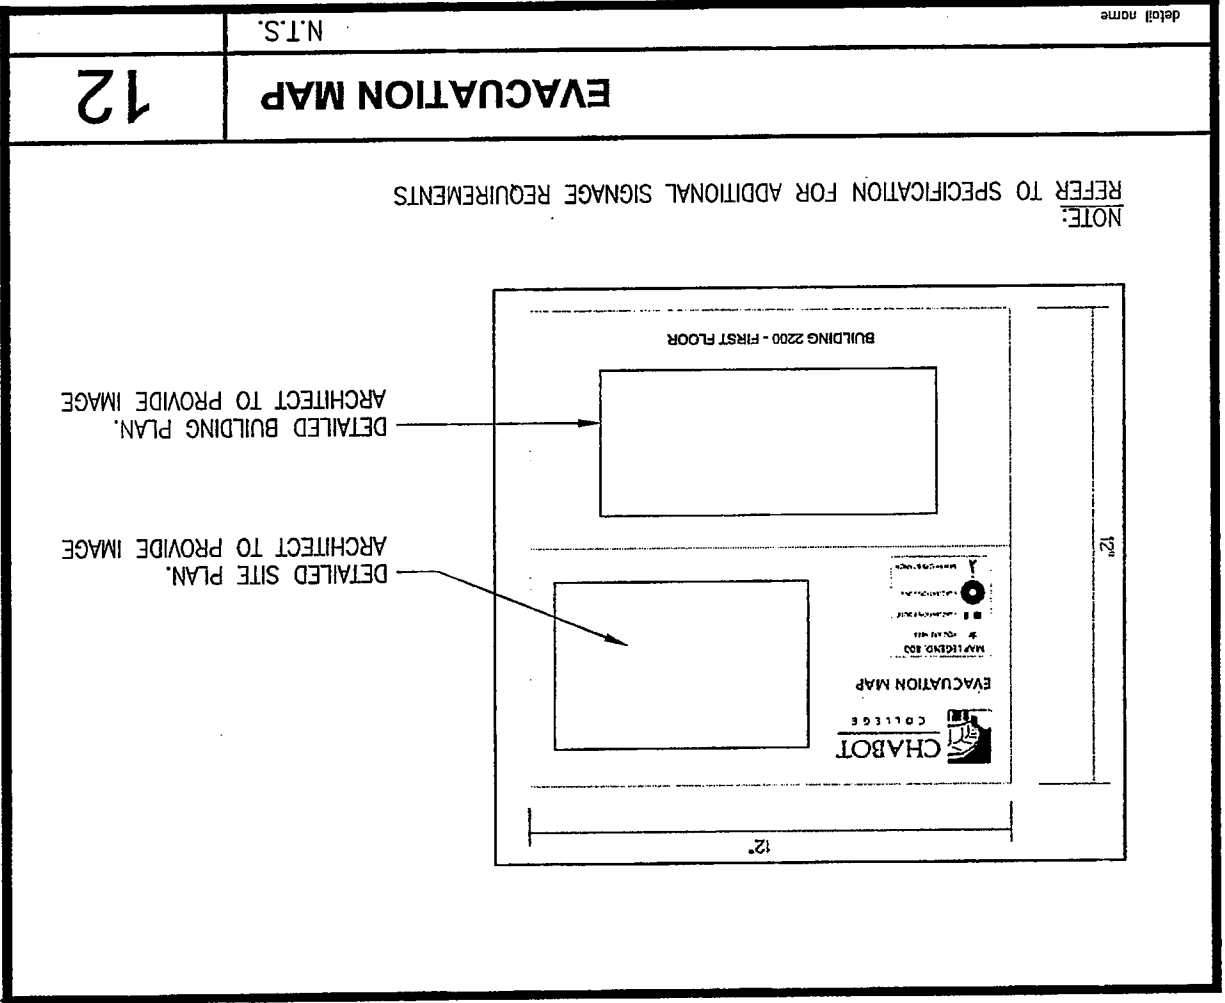 12"
CHABOT
COLLEGE
EVACUATION MAP
MAP LEGEND:
12"
DETAILED SITE PLAN.
ARCHITECT TO PROVIDE IMAGE
DETAILED BUILDING PLAN.
ARCHITECT TO PROVIDE IMAGE
BUILDING 2200 - FIRST FLOOR
NOTE:
REFER TO SPECIFICATION FOR ADDITIONAL SIGNAGE REQUIREMENTS
EVACUATION MAP
12
detail name
N.T.S.